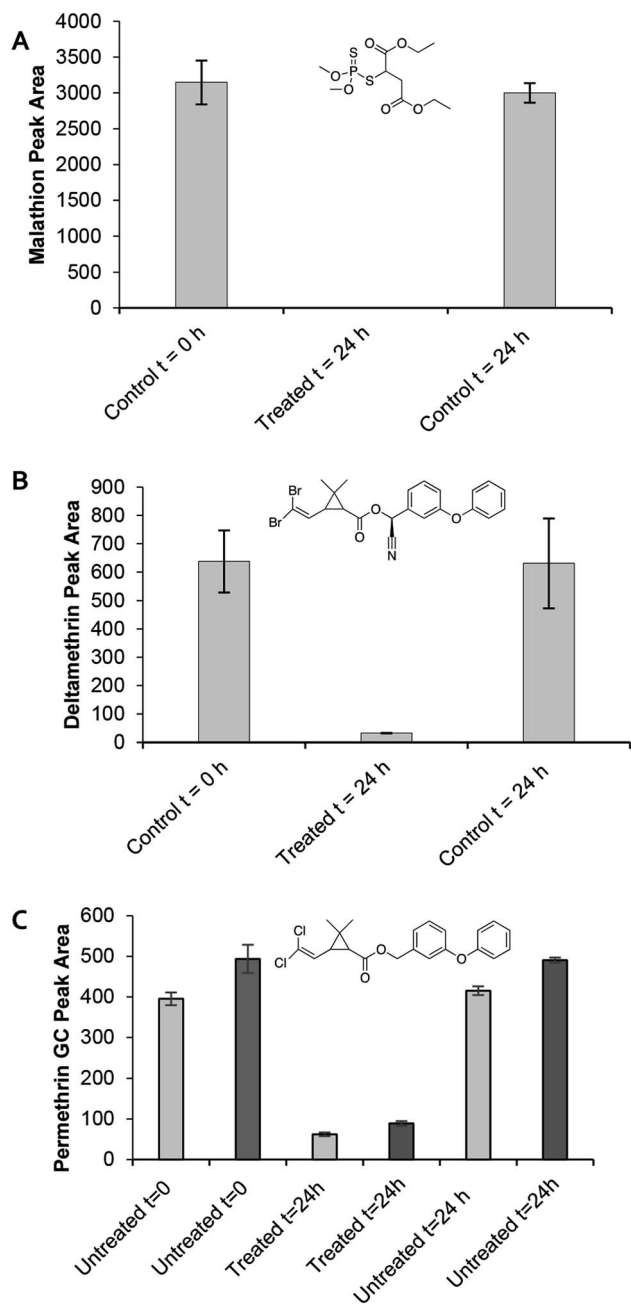 A
Malathion Peak Area
4000
3500
3000
2500
2000
1500
1000
500
0
S
P
O
O
S
O
O
O
O
Control t = 0 h
Treated t = 24 h
Control t = 24 h
B
Deltamethrin Peak Area
900
800
700
600
500
400
300
200
100
0
Br
Br
O
O
N
O
Control t = 0 h
Treated t = 24 h
Control t = 24 h
C
Permethrin GC Peak Area
600
500
400
300
200
100
0
Cl
Cl
O
O
O
Untreated t=0
Untreated t=0
Treated t=24h
Treated t=24h
Untreated t=24 h
Untreated t=24h